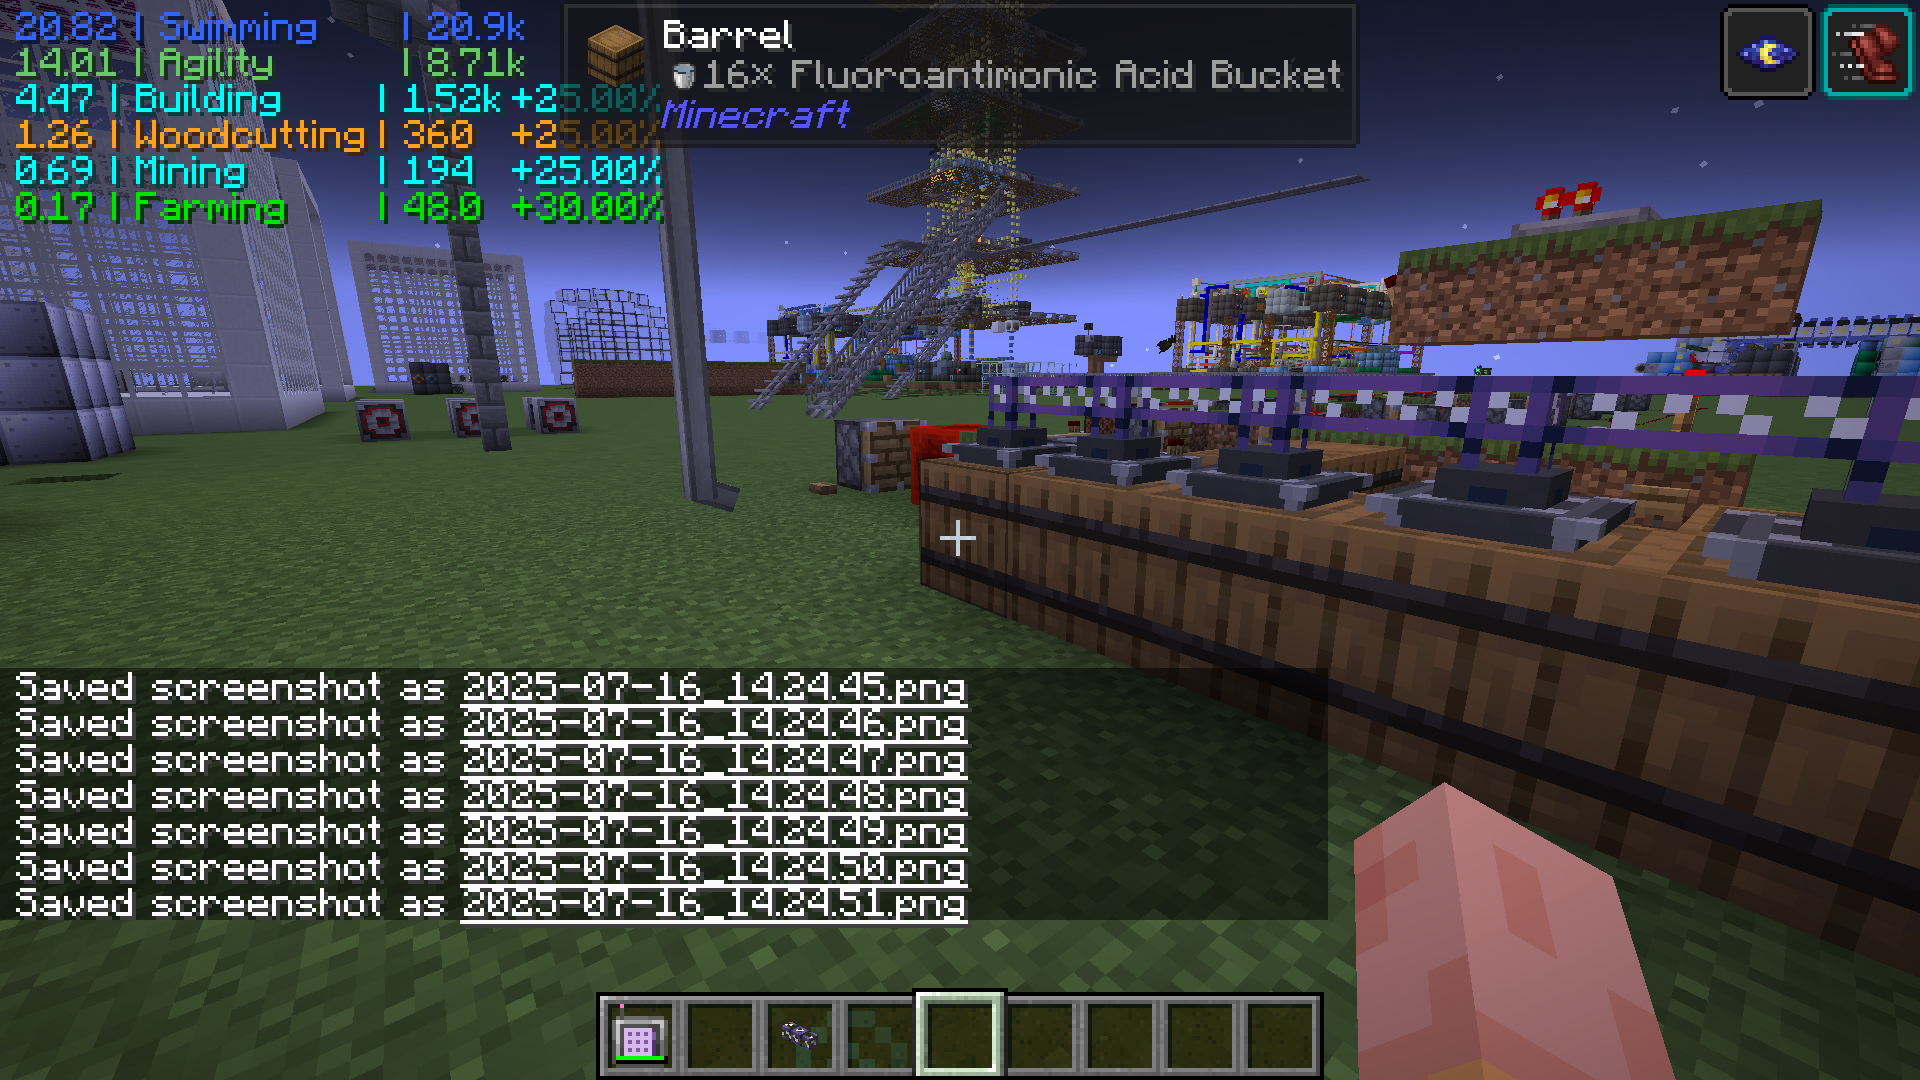 20.82 | Swimming | 20.9k
14.01 | Agility | 8.71k
4.47 | Building | 1.52k +25.00%
1.26 | Woodcutting | 360 +25.00%
0.69 | Mining | 194 +25.00%
0.17 | Farming | 48.0 +30.00%
Barrel
16× Fluoroantimonic Acid Bucket
Minecraft
Saved screenshot as 2025-07-16_14.24.45.png
Saved screenshot as 2025-07-16_14.24.46.png
Saved screenshot as 2025-07-16_14.24.47.png
Saved screenshot as 2025-07-16_14.24.48.png
Saved screenshot as 2025-07-16_14.24.49.png
Saved screenshot as 2025-07-16_14.24.50.png
Saved screenshot as 2025-07-16_14.24.51.png